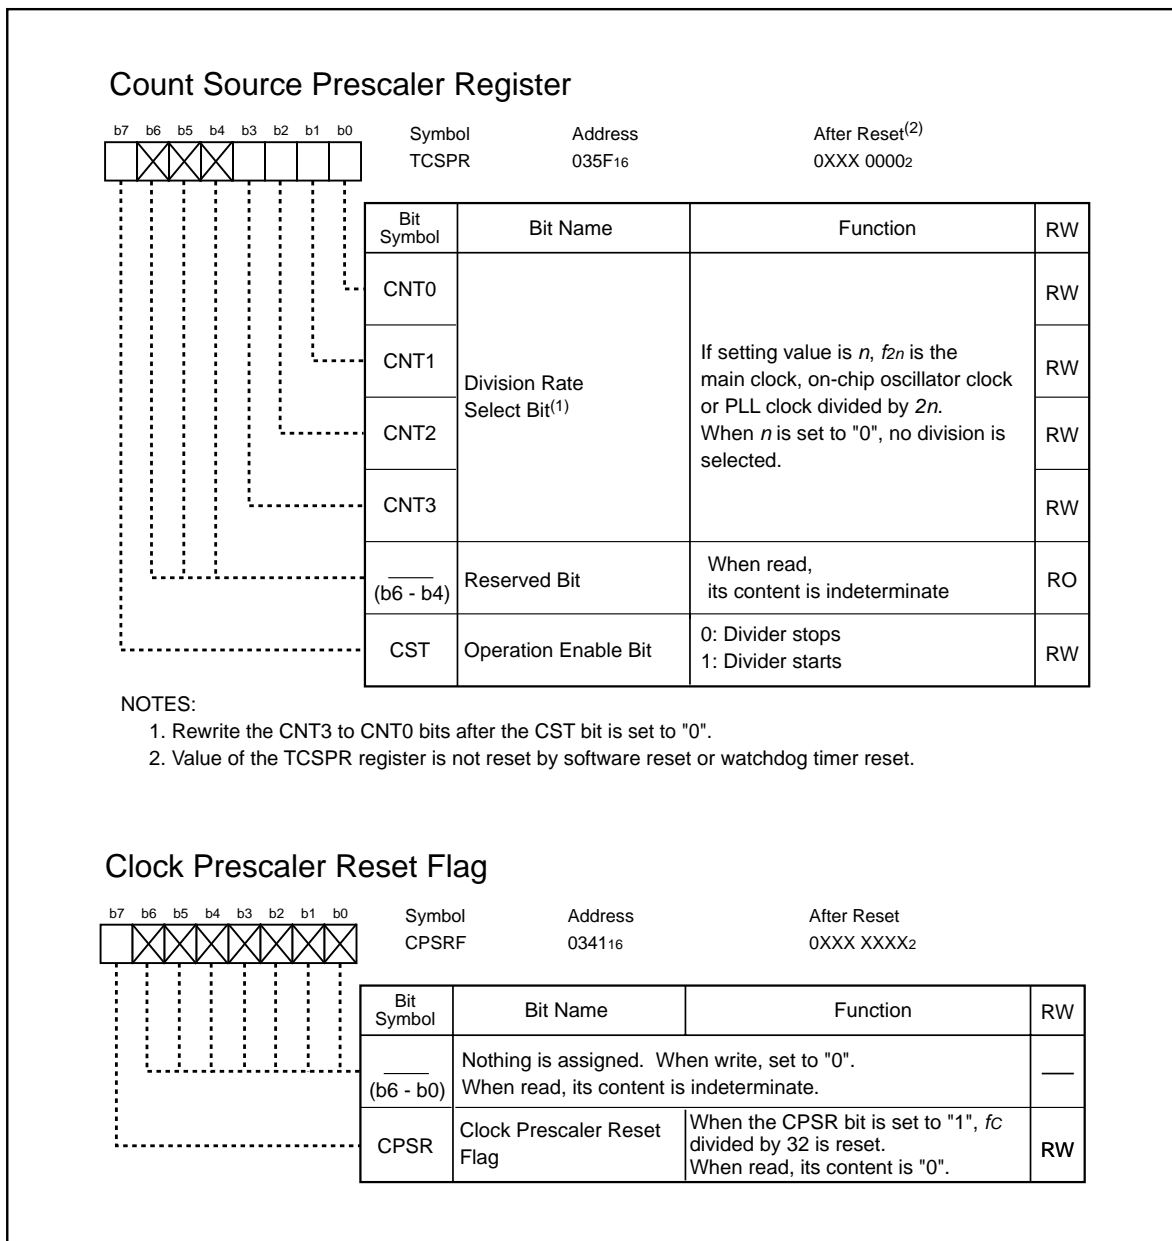 Count Source Prescaler Register
b7 b6 b5 b4 b3 b2 b1 b0
Symbol Address After Reset(2)
TCSPR 035F16 0XXX 00002
Bit Symbol Bit Name Function RW
CNT0 RW
CNT1 RW
CNT2 RW
CNT3 RW
Division Rate
Select Bit(1)
If setting value is n, f2n is the
main clock, on-chip oscillator clock
or PLL clock divided by 2n.
When n is set to "0", no division is
selected.
(b6 - b4) Reserved Bit
When read,
its content is indeterminate
RO
CST Operation Enable Bit
0: Divider stops
1: Divider starts
RW
NOTES:
1. Rewrite the CNT3 to CNT0 bits after the CST bit is set to "0".
2. Value of the TCSPR register is not reset by software reset or watchdog timer reset.
Clock Prescaler Reset Flag
b7 b6 b5 b4 b3 b2 b1 b0
Symbol Address After Reset
CPSRF 034116 0XXX XXXX2
Bit Symbol Bit Name Function RW
(b6 - b0)
Nothing is assigned. When write, set to "0".
When read, its content is indeterminate.
CPSR
Clock Prescaler Reset
Flag
When the CPSR bit is set to "1", fC
divided by 32 is reset.
When read, its content is "0".
RW